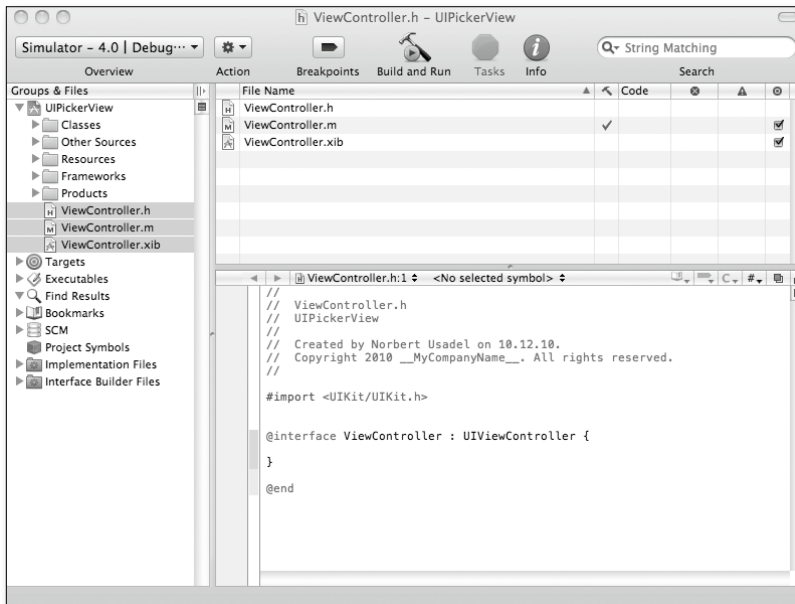 ViewController.h – UIPickerView
Simulator – 4.0 | Debug···
Overview
Action
Breakpoints
Build and Run
Tasks
Info
String Matching
Search
Groups & Files
UIPickerView
Classes
Other Sources
Resources
Frameworks
Products
ViewController.h
ViewController.m
ViewController.xib
Targets
Executables
Find Results
Bookmarks
SCM
Project Symbols
Implementation Files
Interface Builder Files
File Name
Code
ViewController.h
ViewController.m
ViewController.xib
ViewController.h:1
<No selected symbol>
C
#
//
//  ViewController.h
//  UIPickerView
//
//  Created by Norbert Usadel on 10.12.10.
//  Copyright 2010 __MyCompanyName__. All rights reserved.
//
#import <UIKit/UIKit.h>
@interface ViewController : UIViewController {
}
@end